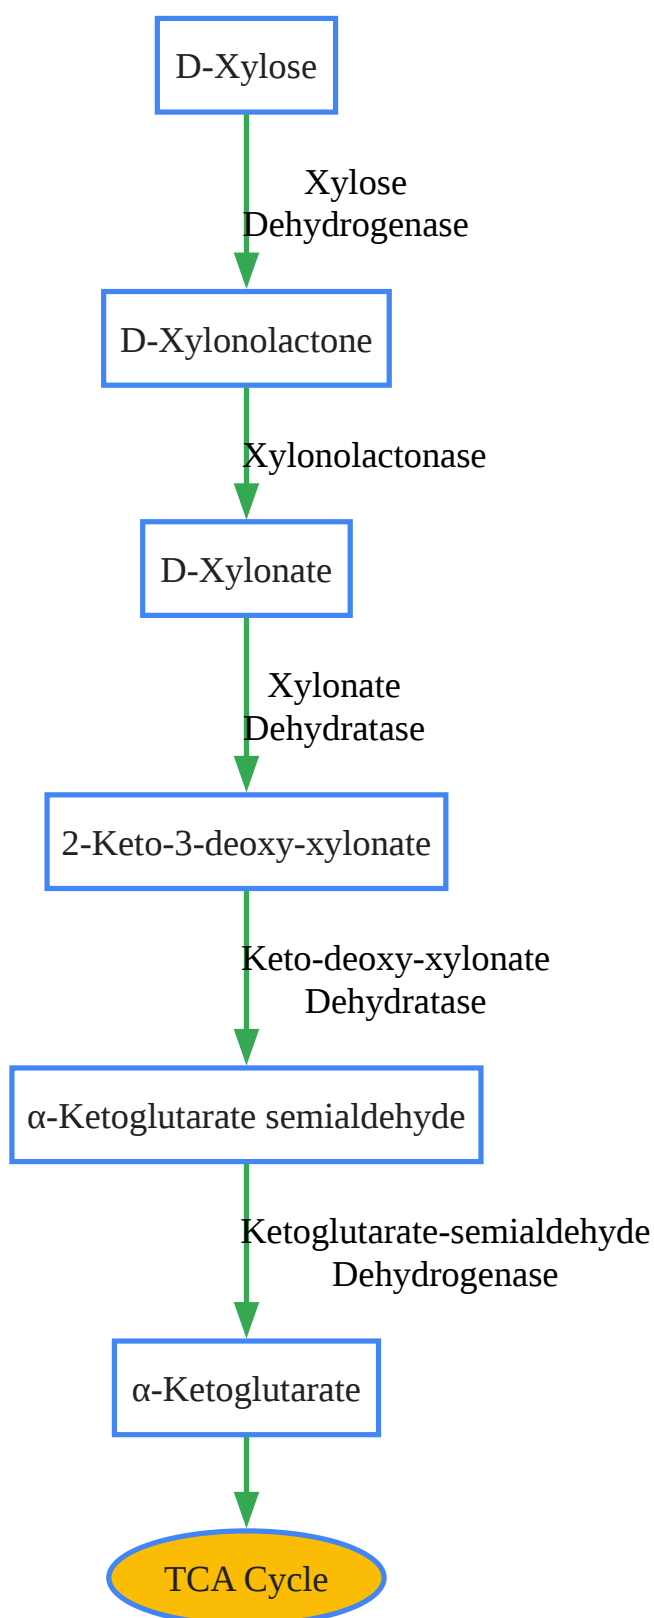 D-Xylose
Xylose
Dehydrogenase
D-Xylonolactone
Xylonolactonase
D-Xylonate
Xylonate
Dehydratase
2-Keto-3-deoxy-xylonate
Keto-deoxy-xylonate
Dehydratase
α-Ketoglutarate semialdehyde
Ketoglutarate-semialdehyde
Dehydrogenase
α-Ketoglutarate
TCA Cycle